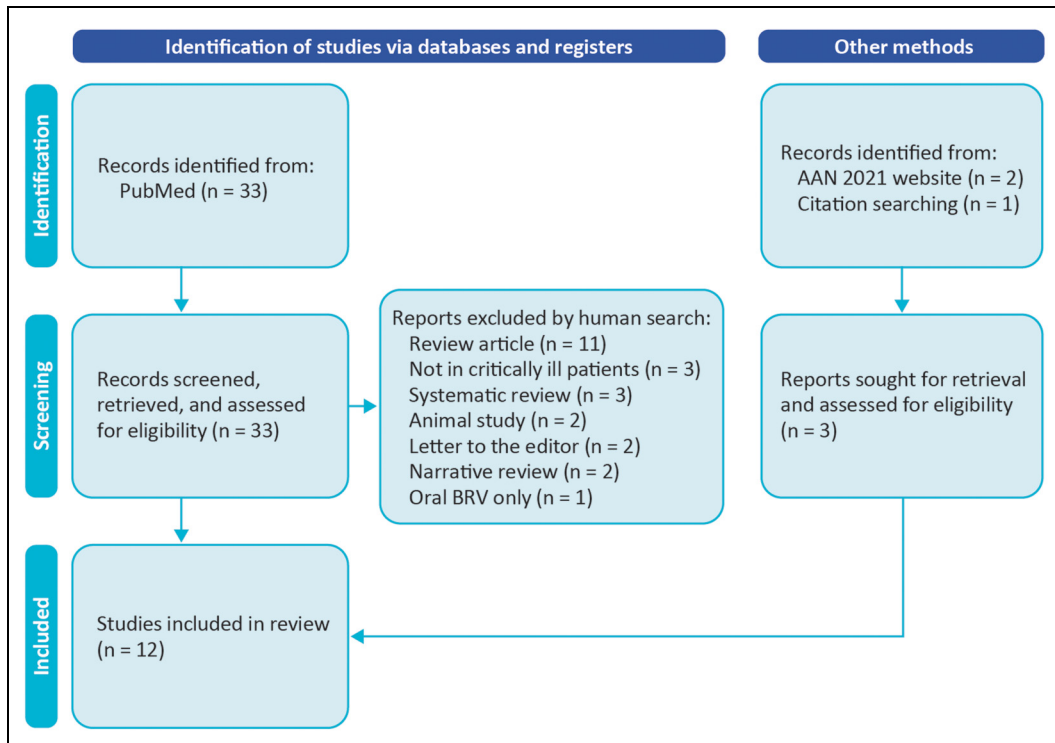 Identification of studies via databases and registers
Other methods
Identification
Records identified from:
PubMed (n = 33)
Records identified from:
AAN 2021 website (n = 2)
Citation searching (n = 1)
Screening
Records screened,
retrieved, and assessed
for eligibility (n = 33)
Reports excluded by human search:
Review article (n = 11)
Not in critically ill patients (n = 3)
Systematic review (n = 3)
Animal study (n = 2)
Letter to the editor (n = 2)
Narrative review (n = 2)
Oral BRV only (n = 1)
Reports sought for retrieval
and assessed for eligibility
(n = 3)
Included
Studies included in review
(n = 12)